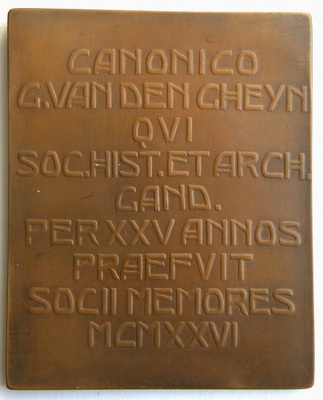 CANONICO
G.VAN DEN GHEYN
QVI
SOC.HIST.ET ARCH.
GAND.
PER XXV ANNOS
PRAEFVIT
SOCII MEMORES
MCMXXVI